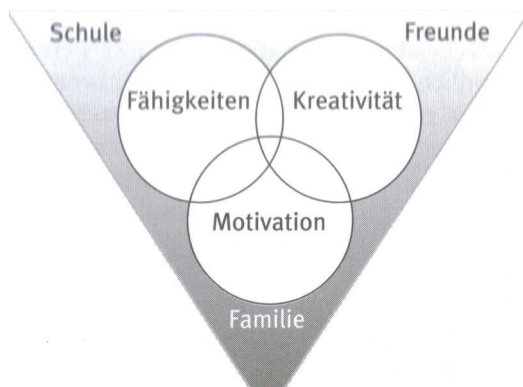 Schule
Freunde
Fähigkeiten
Kreativität
Motivation
Familie